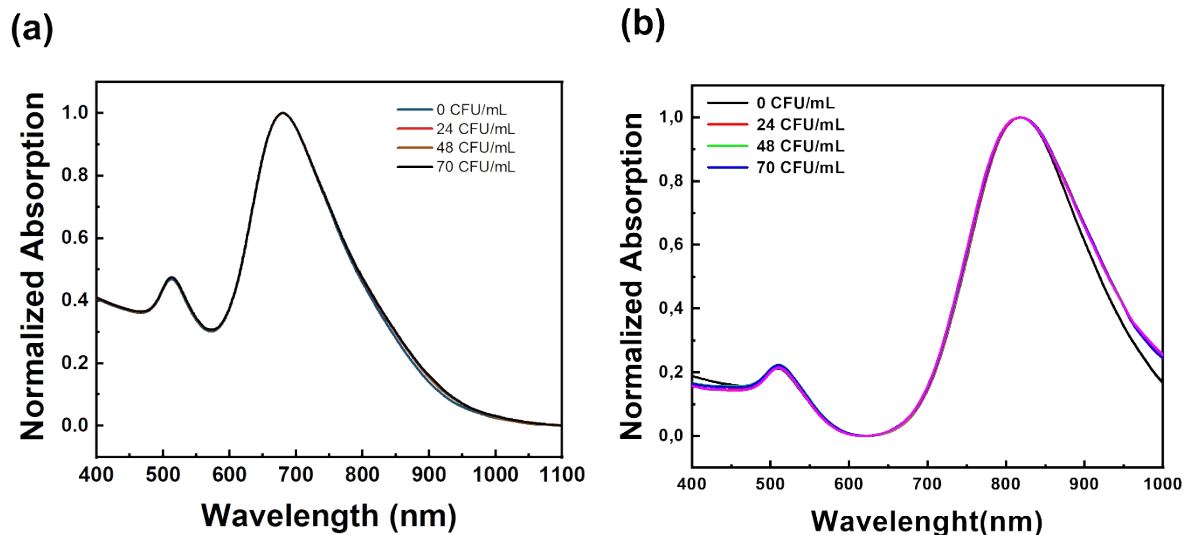 (a)
Normalized Absorption
1.0
0.8
0.6
0.4
0.2
0.0
0 CFU/mL
24 CFU/mL
48 CFU/mL
70 CFU/mL
400 500 600 700 800 900 1000 1100
Wavelength (nm)
(b)
Normalized Absorption
1,0
0,8
0,6
0,4
0,2
0,0
0 CFU/mL
24 CFU/mL
48 CFU/mL
70 CFU/mL
400 500 600 700 800 900 1000
Wavelenght(nm)